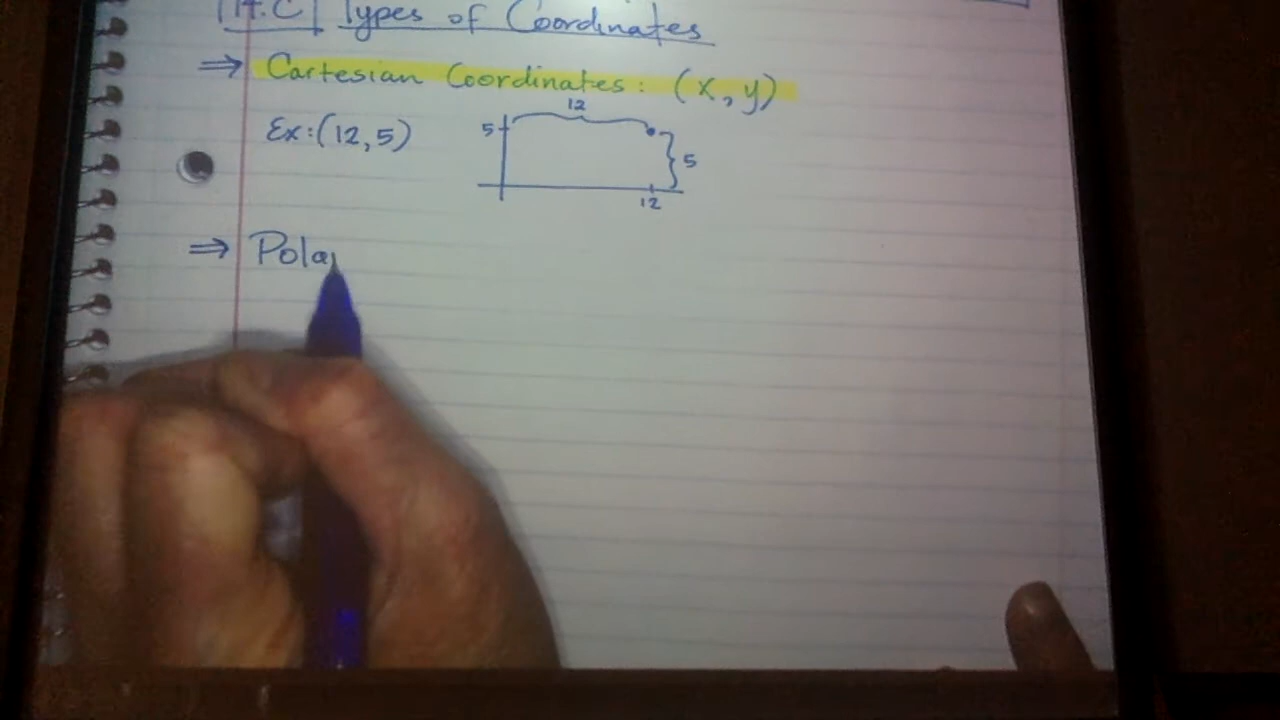 14.C Types of Coordinates
⇒ Cartesian Coordinates: (x, y)
12
Ex: (12, 5)
5
5
12
⇒ Pola